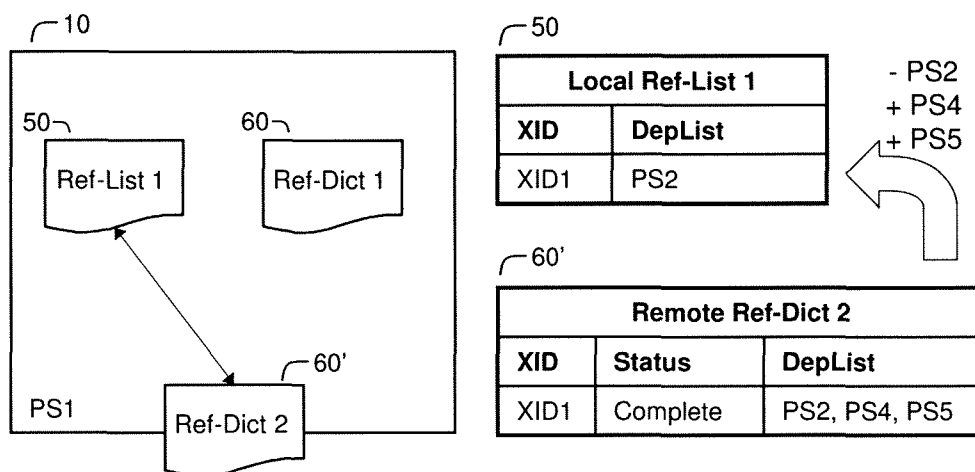 10
50
60
Ref-List 1
Ref-Dict 1
60’
PS1
Ref-Dict 2
50
Local Ref-List 1
XID DepList
XID1 PS2
- PS2
+ PS4
+ PS5
60’
Remote Ref-Dict 2
XID Status DepList
XID1 Complete PS2, PS4, PS5